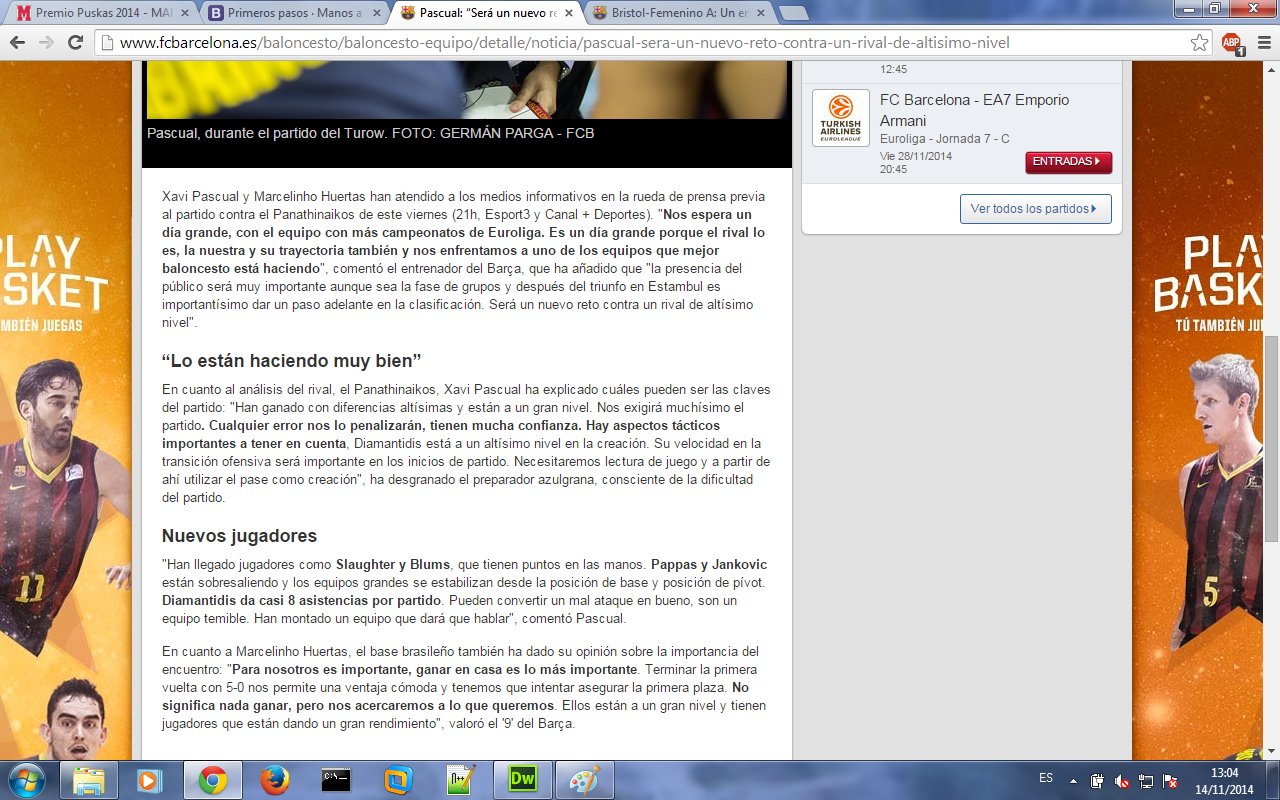 Premio Puskas 2014 - MAR
Primeros pasos · Manos a
Pascual: “Será un nuevo re
Bristol-Femenino A: Un en
www.fcbarcelona.es/baloncesto/baloncesto-equipo/detalle/noticia/pascual-sera-un-nuevo-reto-contra-un-rival-de-altisimo-nivel
ABP
1
Pascual, durante el partido del Turow. FOTO: GERMÁN PARGA - FCB
Xavi Pascual y Marcelinho Huertas han atendido a los medios informativos en la rueda de prensa previa
al partido contra el Panathinaikos de este viernes (21h, Esport3 y Canal + Deportes). "Nos espera un
día grande, con el equipo con más campeonatos de Euroliga. Es un día grande porque el rival lo
es, la nuestra y su trayectoria también y nos enfrentamos a uno de los equipos que mejor
baloncesto está haciendo", comentó el entrenador del Barça, que ha añadido que "la presencia del
público será muy importante aunque sea la fase de grupos y después del triunfo en Estambul es
importantísimo dar un paso adelante en la clasificación. Será un nuevo reto contra un rival de altísimo
nivel".
“Lo están haciendo muy bien”
En cuanto al análisis del rival, el Panathinaikos, Xavi Pascual ha explicado cuáles pueden ser las claves
del partido: "Han ganado con diferencias altísimas y están a un gran nivel. Nos exigirá muchísimo el
partido. Cualquier error nos lo penalizarán, tienen mucha confianza. Hay aspectos tácticos
importantes a tener en cuenta, Diamantidis está a un altísimo nivel en la creación. Su velocidad en la
transición ofensiva será importante en los inicios de partido. Necesitaremos lectura de juego y a partir de
ahí utilizar el pase como creación", ha desgranado el preparador azulgrana, consciente de la dificultad
del partido.
Nuevos jugadores
"Han llegado jugadores como Slaughter y Blums, que tienen puntos en las manos. Pappas y Jankovic
están sobresaliendo y los equipos grandes se estabilizan desde la posición de base y posición de pívot.
Diamantidis da casi 8 asistencias por partido. Pueden convertir un mal ataque en bueno, son un
equipo temible. Han montado un equipo que dará que hablar", comentó Pascual.
En cuanto a Marcelinho Huertas, el base brasileño también ha dado su opinión sobre la importancia del
encuentro: "Para nosotros es importante, ganar en casa es lo más importante. Terminar la primera
vuelta con 5-0 nos permite una ventaja cómoda y tenemos que intentar asegurar la primera plaza. No
significa nada ganar, pero nos acercaremos a lo que queremos. Ellos están a un gran nivel y tienen
jugadores que están dando un gran rendimiento", valoró el '9' del Barça.
12:45
TURKISH
AIRLINES
EUROLEAGUE
FC Barcelona - EA7 Emporio
Armani
Euroliga - Jornada 7 - C
Vie 28/11/2014
20:45
ENTRADAS
Ver todos los partidos
PLAY
BASKET
TAMBIÉN JUEGAS
11
PLA
BASK
TÚ TAMBIÉN JU
5
C:\_
Dw
ES
13:04
14/11/2014